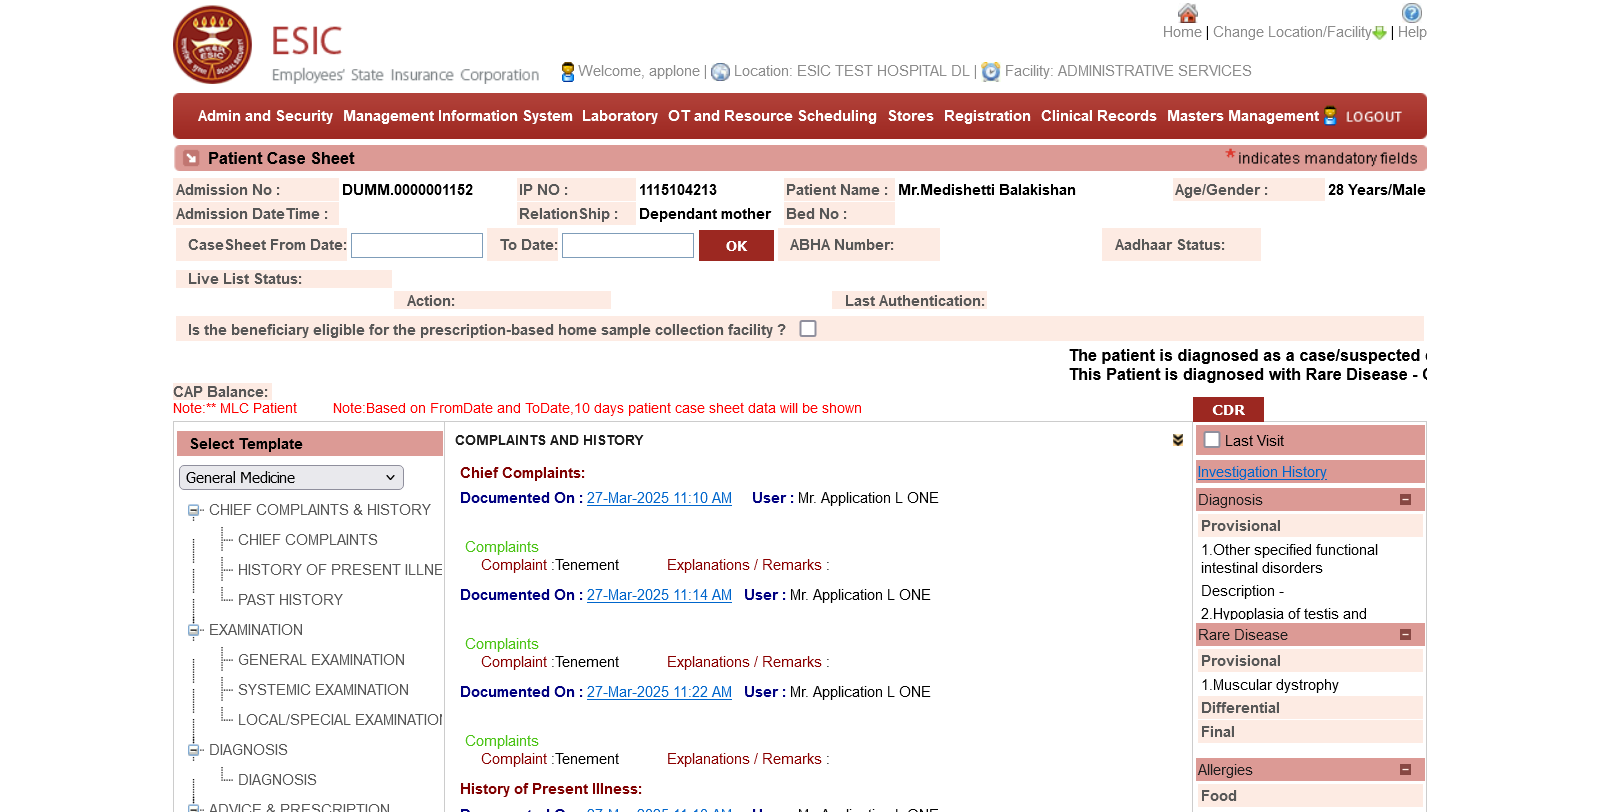 Home | Change Location/Facility | Help
ESIC
Employees' State Insurance Corporation
Welcome, applone | Location: ESIC TEST HOSPITAL DL | Facility: ADMINISTRATIVE SERVICES
Admin and Security Management Information System Laboratory OT and Resource Scheduling Stores Registration Clinical Records Masters Management LOGOUT
Patient Case Sheet
*indicates mandatory fields
Admission No : DUMM.0000001152 IP NO : 1115104213 Patient Name : Mr.Medishetti Balakishan Age/Gender : 28 Years/Male
Admission DateTime : RelationShip : Dependant mother Bed No :
CaseSheet From Date: To Date: OK ABHA Number: Aadhaar Status:
Live List Status:
Action: Last Authentication:
Is the beneficiary eligible for the prescription-based home sample collection facility ?
The patient is diagnosed as a case/suspected
This Patient is diagnosed with Rare Disease -
CAP Balance:
Note:** MLC Patient Note:Based on FromDate and ToDate,10 days patient case sheet data will be shown
CDR
Select Template
General Medicine
CHIEF COMPLAINTS & HISTORY
CHIEF COMPLAINTS
HISTORY OF PRESENT ILLNE
PAST HISTORY
EXAMINATION
GENERAL EXAMINATION
SYSTEMIC EXAMINATION
LOCAL/SPECIAL EXAMINATION
DIAGNOSIS
DIAGNOSIS
ADVICE & PRESCRIPTION
COMPLAINTS AND HISTORY
Chief Complaints:
Documented On : 27-Mar-2025 11:10 AM User : Mr. Application L ONE
Complaints
Complaint :Tenement Explanations / Remarks :
Documented On : 27-Mar-2025 11:14 AM User : Mr. Application L ONE
Complaints
Complaint :Tenement Explanations / Remarks :
Documented On : 27-Mar-2025 11:22 AM User : Mr. Application L ONE
Complaints
Complaint :Tenement Explanations / Remarks :
History of Present Illness:
Last Visit
Investigation History
Diagnosis
Provisional
1.Other specified functional
intestinal disorders
Description -
2.Hypoplasia of testis and
Rare Disease
Provisional
1.Muscular dystrophy
Differential
Final
Allergies
Food